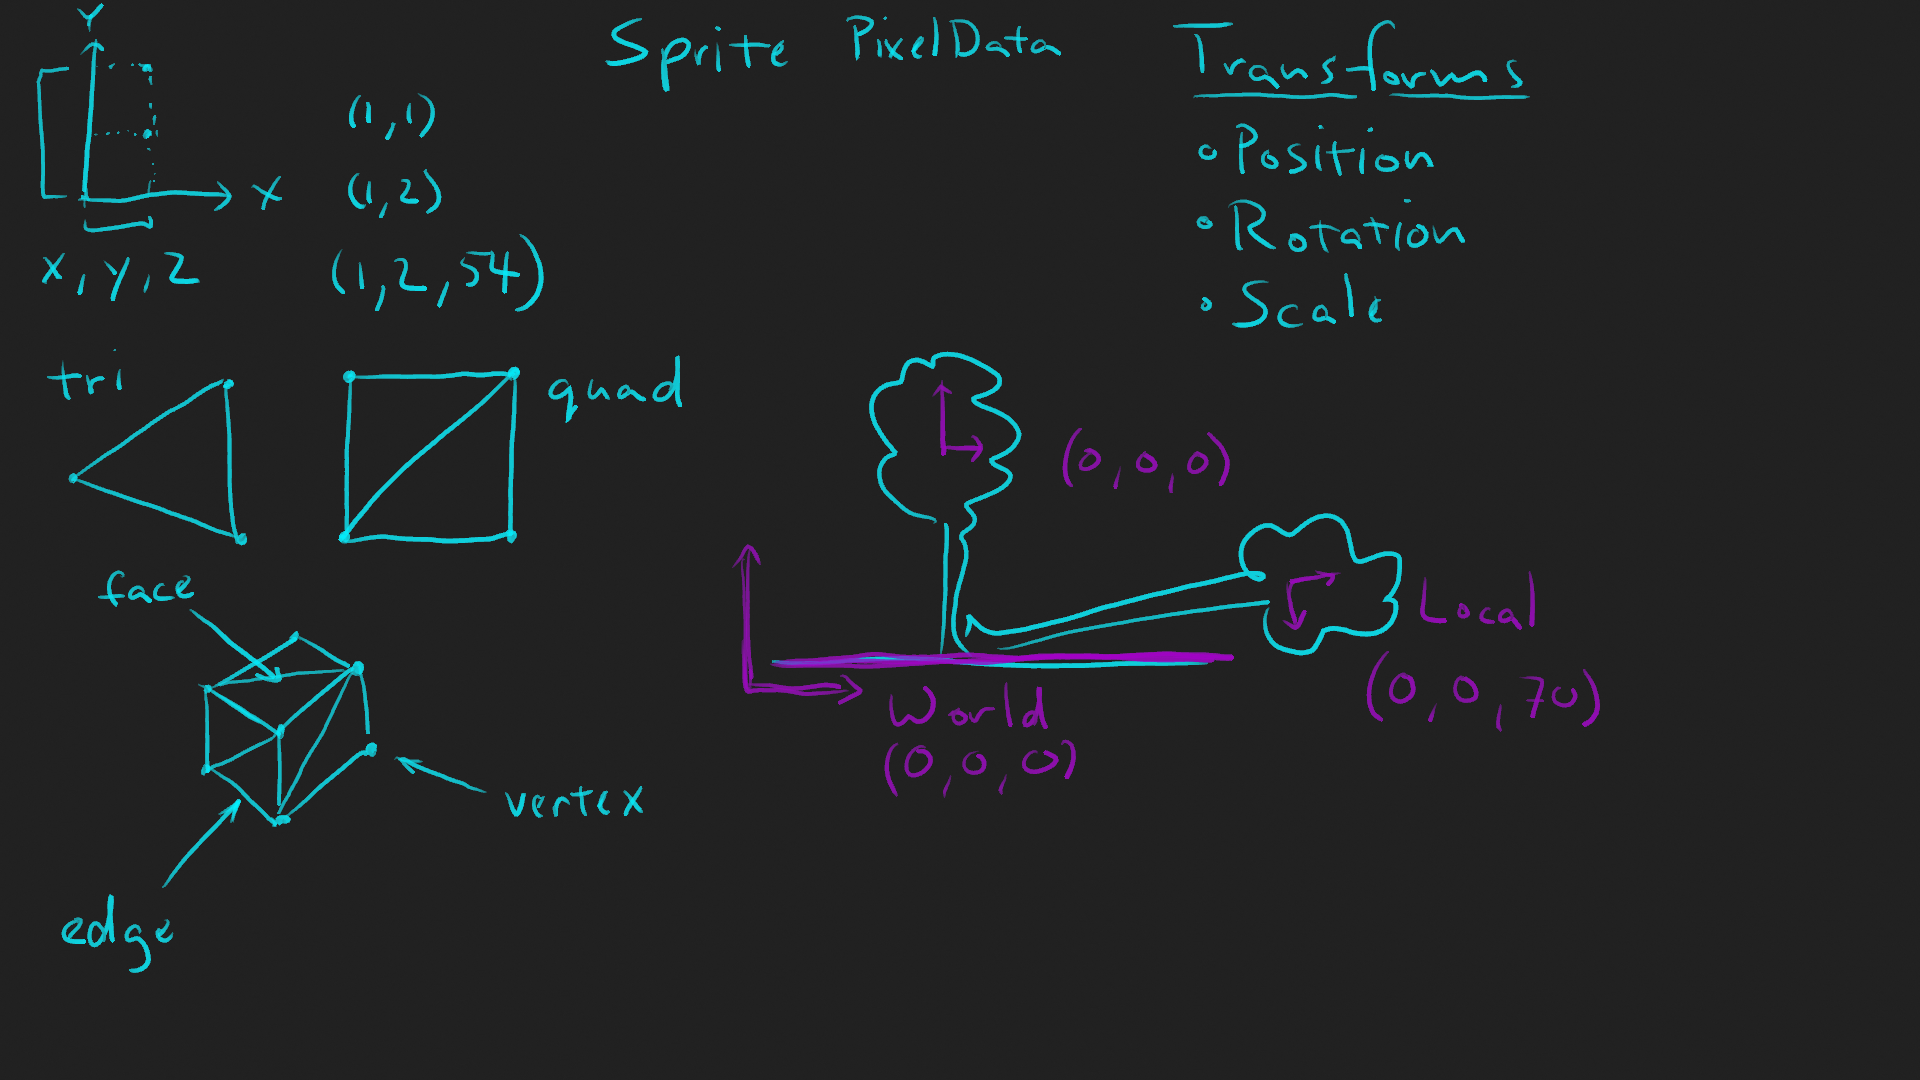 Y
X
(1,1)
(1,2)
x, y, z
(1,2,54)
Sprite PixelData
Transforms
Position
Rotation
Scale
tri
quad
face
vertex
edge
(0,0,0)
Local
(0,0,70)
World
(0,0,0)